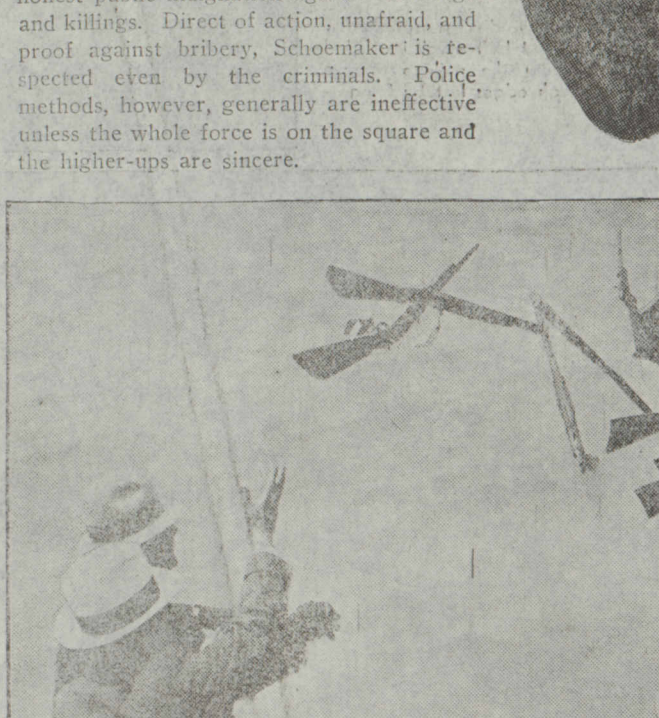 and killings. Direct of action, unafraid, and
proof against bribery, Schoemaker is re-
spected even by the criminals. Police
methods, however, generally are ineffective
unless the whole force is on the square and
the higher-ups are sincere.